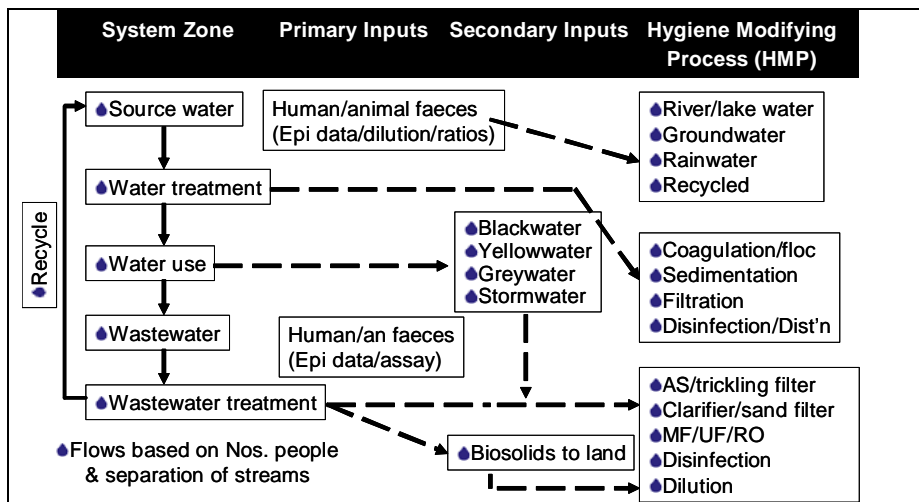 System Zone
Primary Inputs
Secondary Inputs
Hygiene Modifying
Process (HMP)
Source water
Water treatment
Water use
Wastewater
Wastewater treatment
Recycle
Flows based on Nos. people
& separation of streams
Human/animal faeces
(Epi data/dilution/ratios)
Human/an faeces
(Epi data/assay)
Blackwater
Yellowwater
Greywater
Stormwater
Biosolids to land
River/lake water
Groundwater
Rainwater
Recycled
Coagulation/floc
Sedimentation
Filtration
Disinfection/Dist'n
AS/trickling filter
Clarifier/sand filter
MF/UF/RO
Disinfection
Dilution